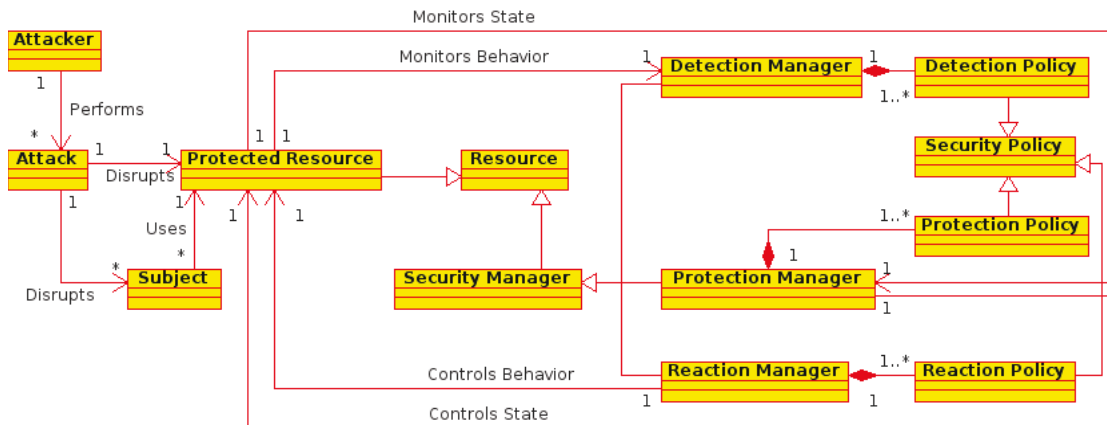 Monitors State
Attacker
1
Performs
*
Monitors Behavior
1
Detection Manager
1
1..*
Detection Policy
Attack
1
1
Disrupts
1
1
1
Protected Resource
Resource
Security Policy
1
1
1
Uses
*
*
Disrupts
Subject
1..*
Protection Policy
1
Security Manager
Protection Manager
1
1
Controls Behavior
Reaction Manager
1..*
Reaction Policy
1
1
Controls State